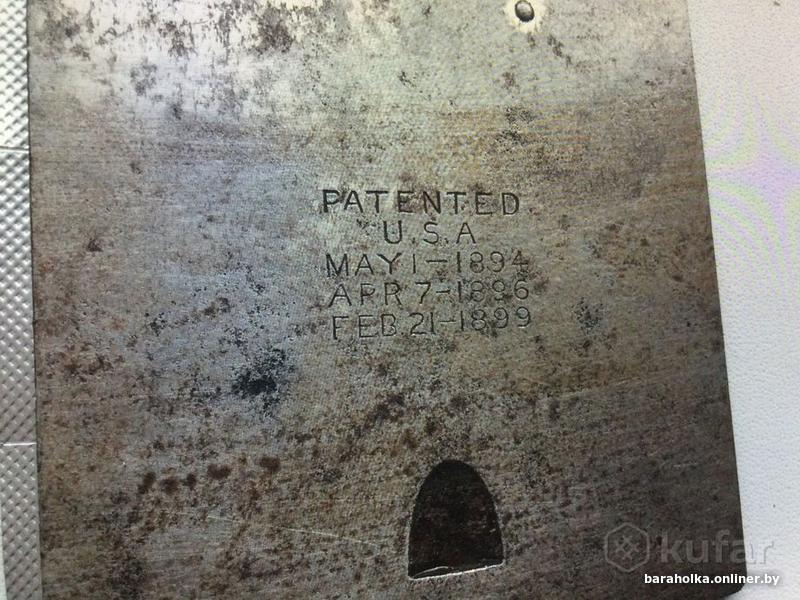 PATENTED
U.S.A
MAY 1-1894
APR 7-1896
FEB 21-1899
kufar
baraholka.onliner.by